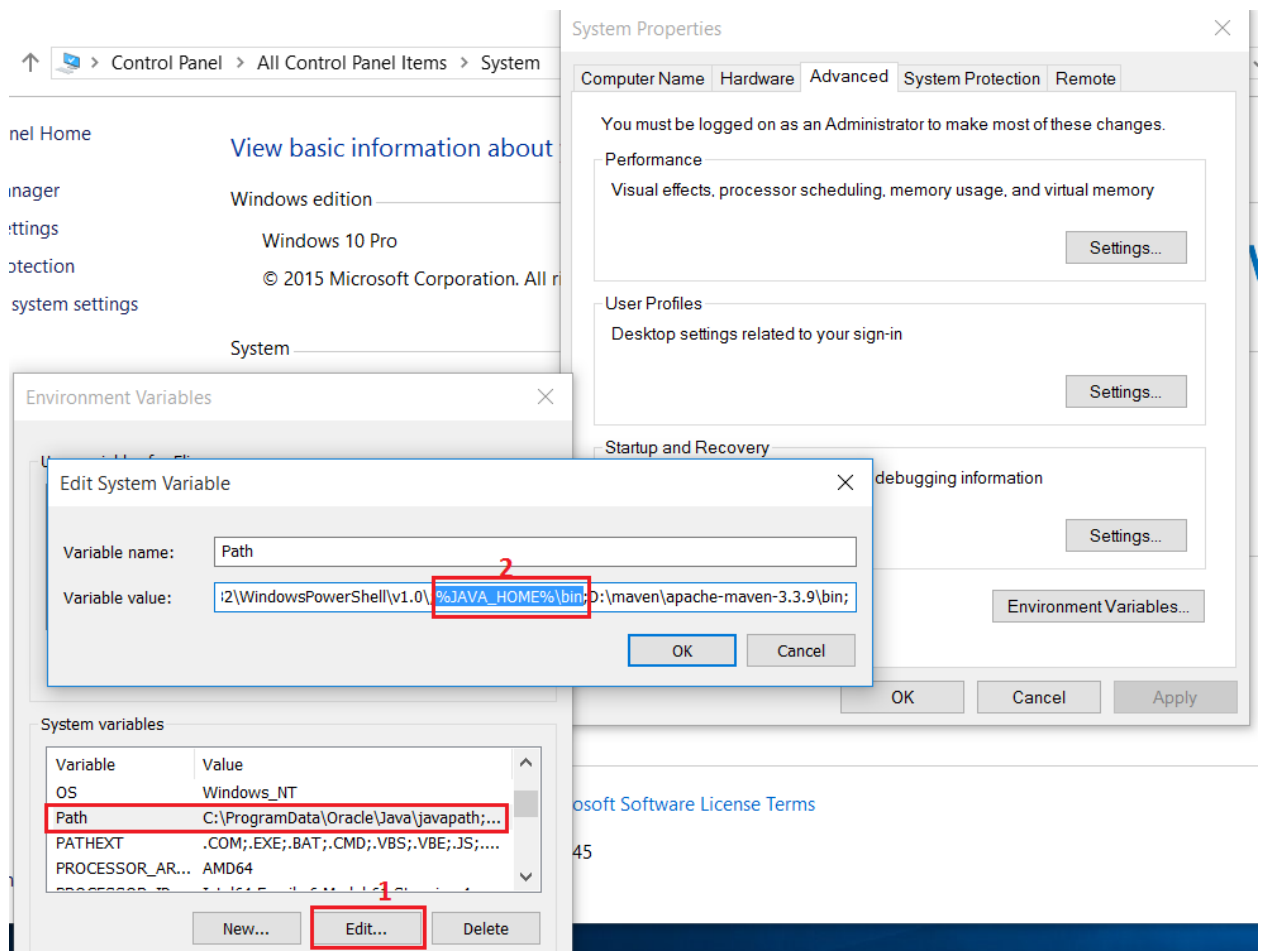 System Properties
Control Panel > All Control Panel Items > System
Computer Name Hardware Advanced System Protection Remote
You must be logged on as an Administrator to make most of these changes.
Performance
Visual effects, processor scheduling, memory usage, and virtual memory
Settings...
User Profiles
Desktop settings related to your sign-in
Settings...
Startup and Recovery
debugging information
Settings...
Environment Variables...
OK Cancel Apply
nel Home
ettings
system settings
View basic information about
Windows edition
Windows 10 Pro
© 2015 Microsoft Corporation. All ri
System
Environment Variables
Edit System Variable
Variable name: Path
2
Variable value: 32\WindowsPowerShell\v1.0\;%JAVA_HOME%\bin;D:\maven\apache-maven-3.3.9\bin;
OK Cancel
System variables
Variable Value
OS Windows_NT
Path C:\ProgramData\Oracle\Java\javapath;...
PATHEXT .COM;.EXE;.BAT;.CMD;.VBS;.VBE;.JS;....
PROCESSOR_AR... AMD64
1
New... Edit... Delete
osoft Software License Terms
45